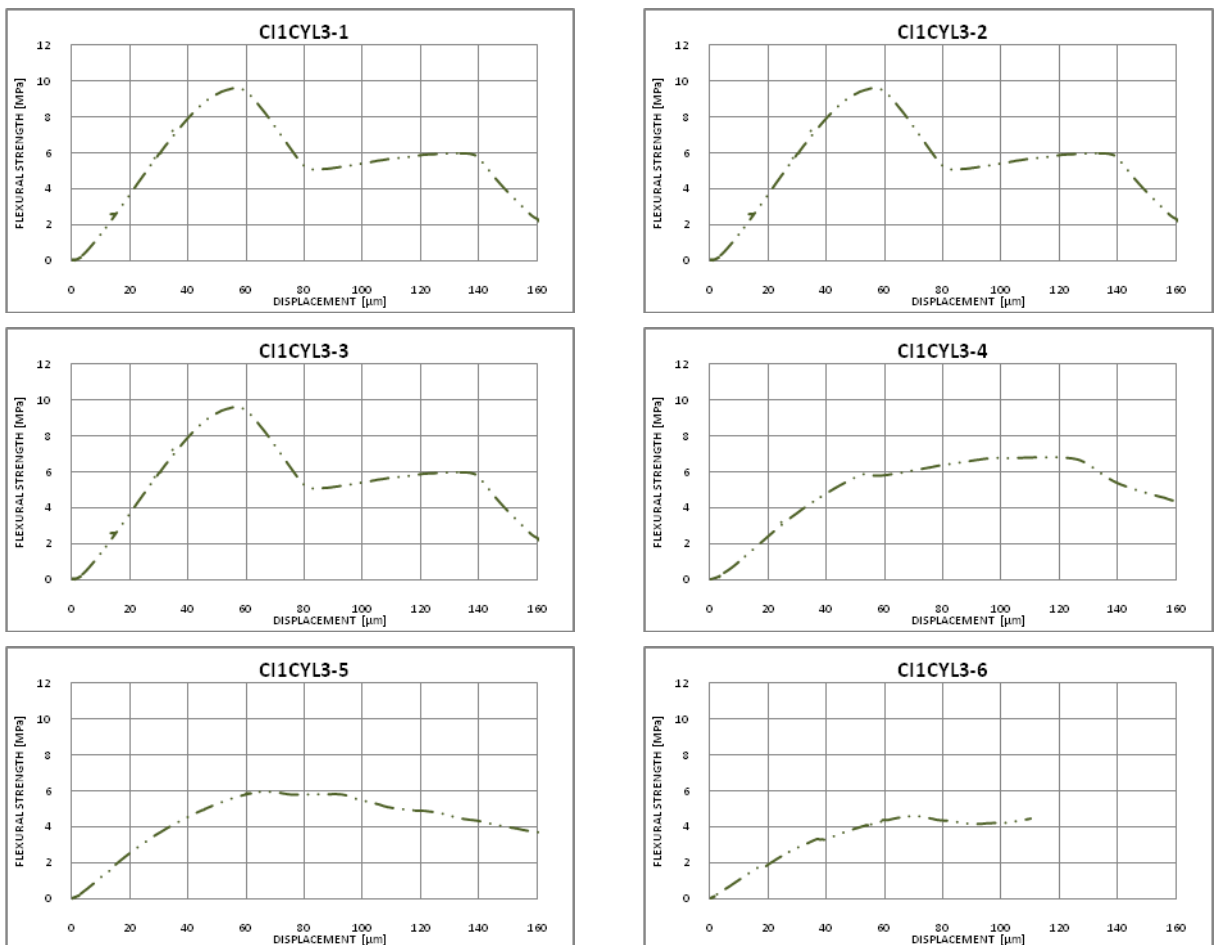 CI1CYL3-1
FLEXURAL STRENGTH [MPa]
12
10
8
6
4
2
0
0 20 40 60 80 100 120 140 160
DISPLACEMENT [µm]
CI1CYL3-2
FLEXURAL STRENGTH [MPa]
12
10
8
6
4
2
0
0 20 40 60 80 100 120 140 160
DISPLACEMENT [µm]
CI1CYL3-3
FLEXURAL STRENGTH [MPa]
12
10
8
6
4
2
0
0 20 40 60 80 100 120 140 160
DISPLACEMENT [µm]
CI1CYL3-4
FLEXURAL STRENGTH [MPa]
12
10
8
6
4
2
0
0 20 40 60 80 100 120 140 160
DISPLACEMENT [µm]
CI1CYL3-5
FLEXURAL STRENGTH [MPa]
12
10
8
6
4
2
0
0 20 40 60 80 100 120 140 160
DISPLACEMENT [µm]
CI1CYL3-6
FLEXURAL STRENGTH [MPa]
12
10
8
6
4
2
0
0 20 40 60 80 100 120 140 160
DISPLACEMENT [µm]